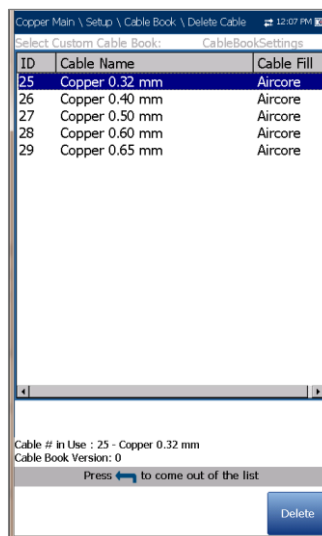 Copper Main \ Setup \ Cable Book \ Delete Cable 12:07 PM
Select Custom Cable Book: CableBookSettings
ID Cable Name Cable Fill
25 Copper 0.32 mm Aircore
26 Copper 0.40 mm Aircore
27 Copper 0.50 mm Aircore
28 Copper 0.60 mm Aircore
29 Copper 0.65 mm Aircore
Cable # in Use : 25 - Copper 0.32 mm
Cable Book Version: 0
Press to come out of the list
Delete